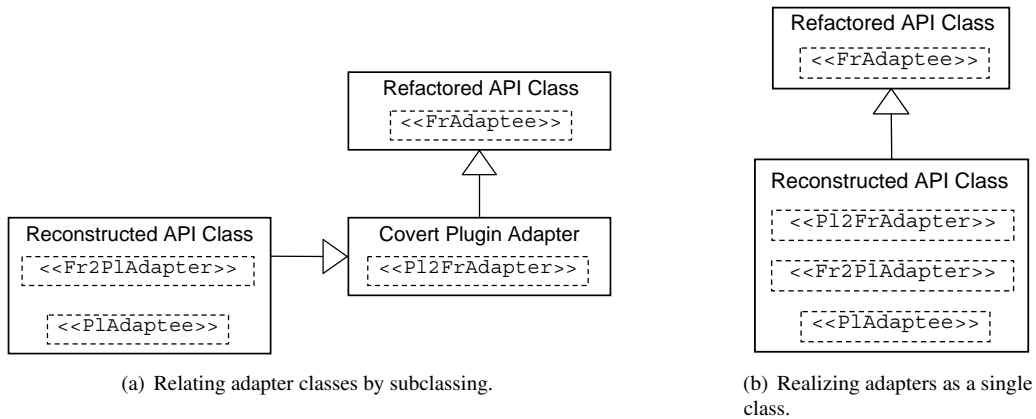 Refactored API Class
<<FrAdaptee>>
Reconstructed API Class
<<Fr2PlAdapter>>
<<PlAdaptee>>
Covert Plugin Adapter
<<Pl2FrAdapter>>
(a) Relating adapter classes by subclassing.
Refactored API Class
<<FrAdaptee>>
Reconstructed API Class
<<Pl2FrAdapter>>
<<Fr2PlAdapter>>
<<PlAdaptee>>
(b) Realizing adapters as a single
class.